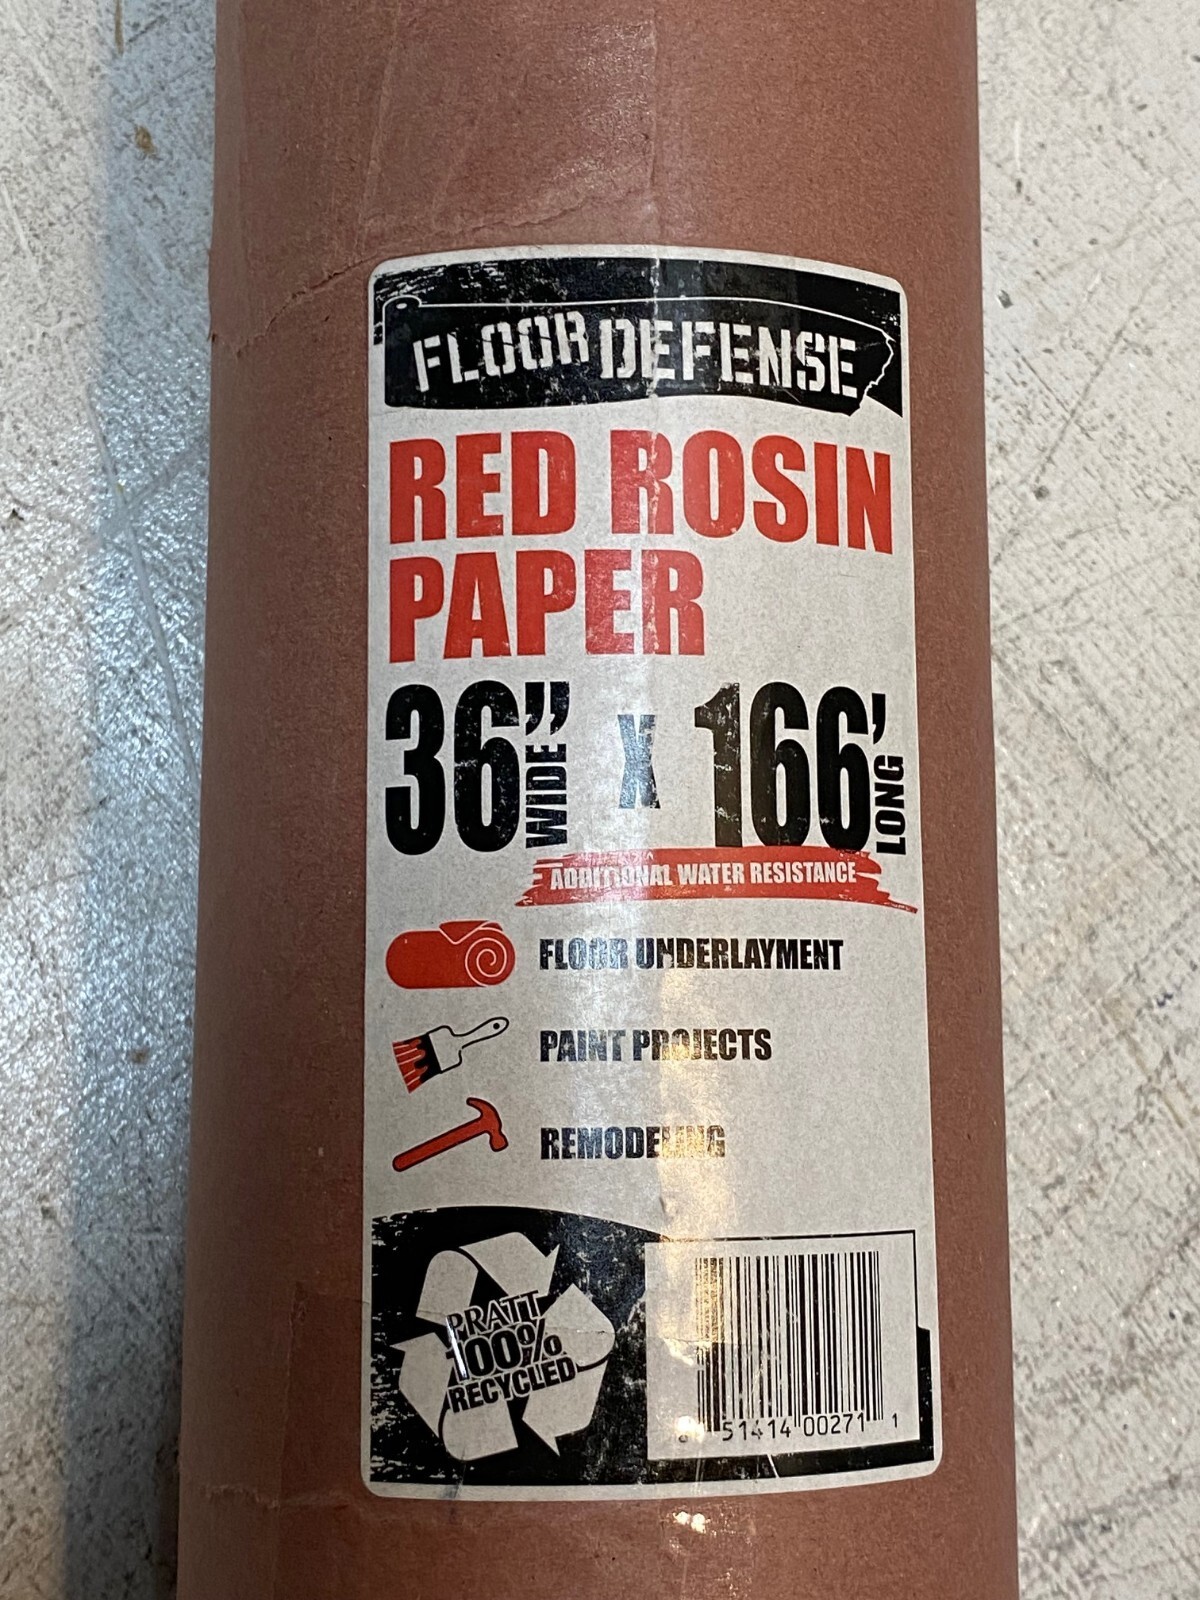 FLOOR DEFENSE
RED ROSIN
PAPER
36" WIDE X 166' LONG
ADDITIONAL WATER RESISTANCE
FLOOR UNDERLAYMENT
PAINT PROJECTS
REMODELING
PRATT
100%
RECYCLED
51414 00271 1